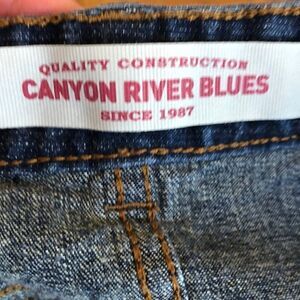 QUALITY CONSTRUCTION
CANYON RIVER BLUES
SINCE 1987